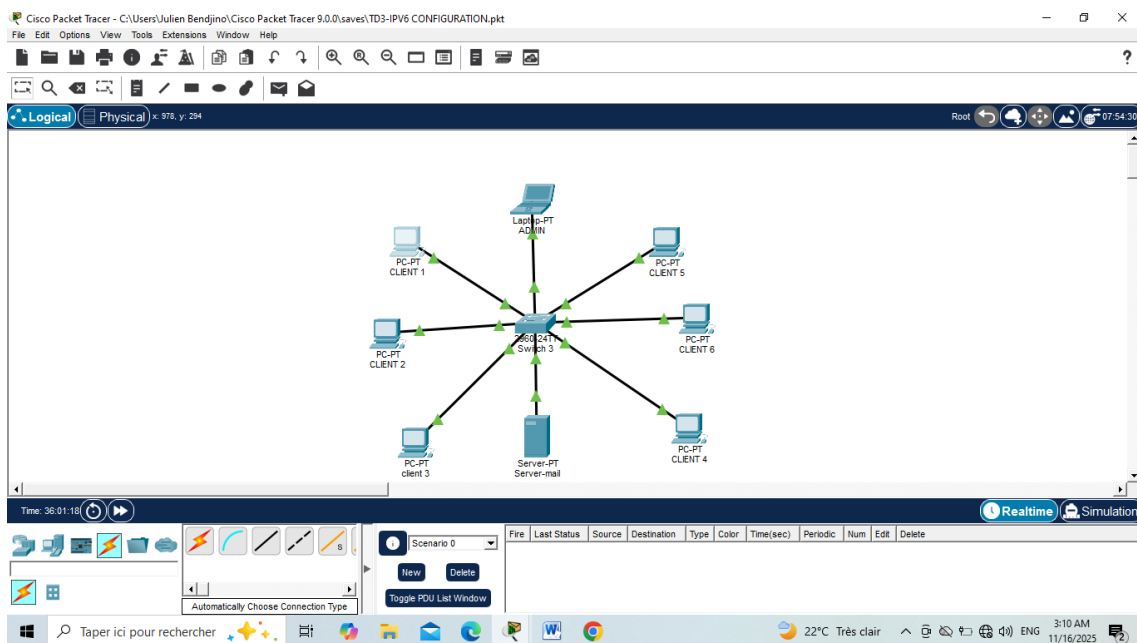 Cisco Packet Tracer - C:\Users\Julien Bendjino\Cisco Packet Tracer 9.0.0\saves\TD3-IPV6 CONFIGURATION.pkt
File Edit Options View Tools Extensions Window Help
Logical Physical x: 978, y: 294 Root 07:54:30
Laptop-PT
ADMIN
PC-PT
CLIENT 1
PC-PT
CLIENT 5
2960-24TT
Switch 3
PC-PT
CLIENT 2
PC-PT
CLIENT 6
PC-PT
client 3
Server-PT
Server-mail
PC-PT
CLIENT 4
Time: 36:01:18 Realtime Simulation
Scenario 0
New Delete
Toggle PDU List Window
Fire Last Status Source Destination Type Color Time(sec) Periodic Num Edit Delete
S
Automatically Choose Connection Type
Taper ici pour rechercher
22°C Très clair ENG 3:10 AM
11/16/2025 2